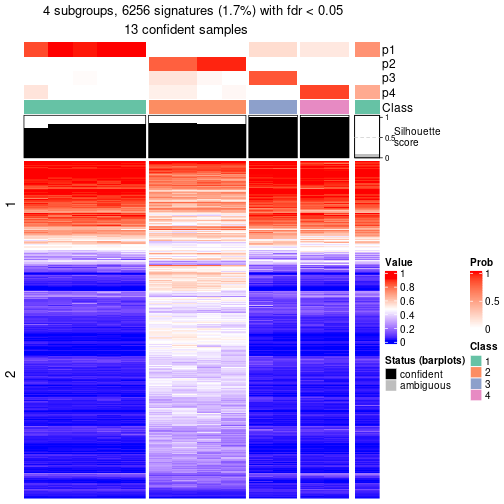 4 subgroups, 6256 signatures (1.7%) with fdr < 0.05
13 confident samples
p1
p2
p3
p4
Class
1
0.5
0
Silhouette
score
1
2
Value
1
0.8
0.6
0.4
0.2
0
Prob
1
0.5
0
Status (barplots)
confident
ambiguous
Class
1
2
3
4